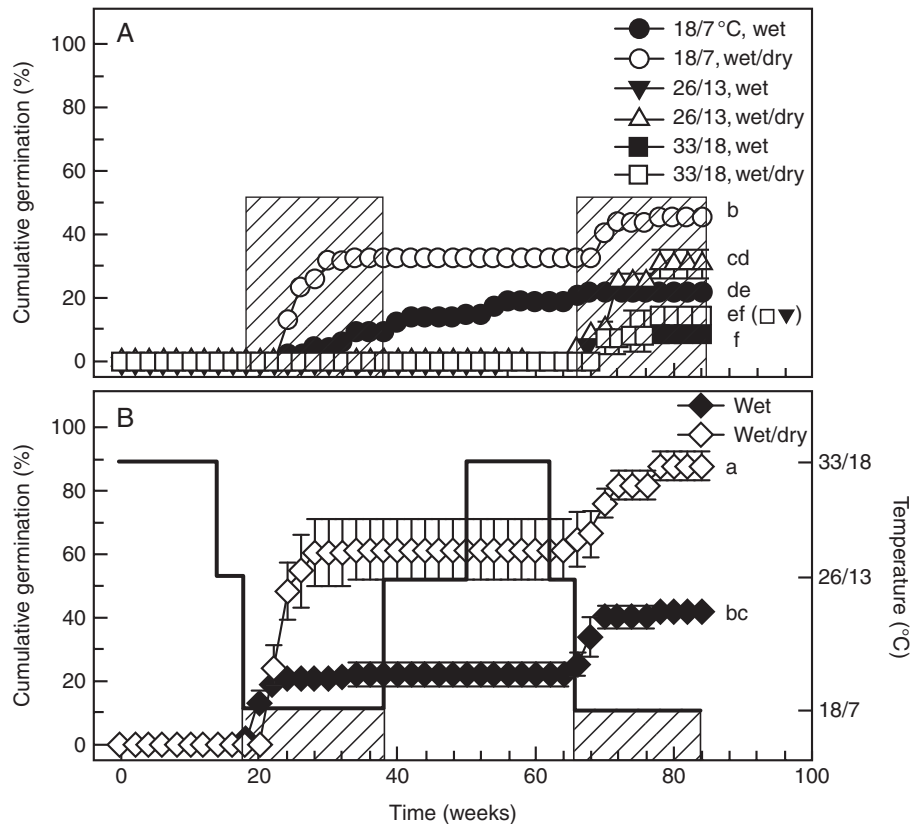 A
18/7 °C, wet
18/7, wet/dry
26/13, wet
26/13, wet/dry
33/18, wet
33/18, wet/dry
Cumulative germination (%)
100
80
60
40
20
0
b
cd
de
ef (□ ▼)
f
B
Wet
Wet/dry
Cumulative germination (%)
100
80
60
40
20
0
a
bc
33/18
26/13
18/7
Temperature (°C)
0
20
40
60
80
100
Time (weeks)